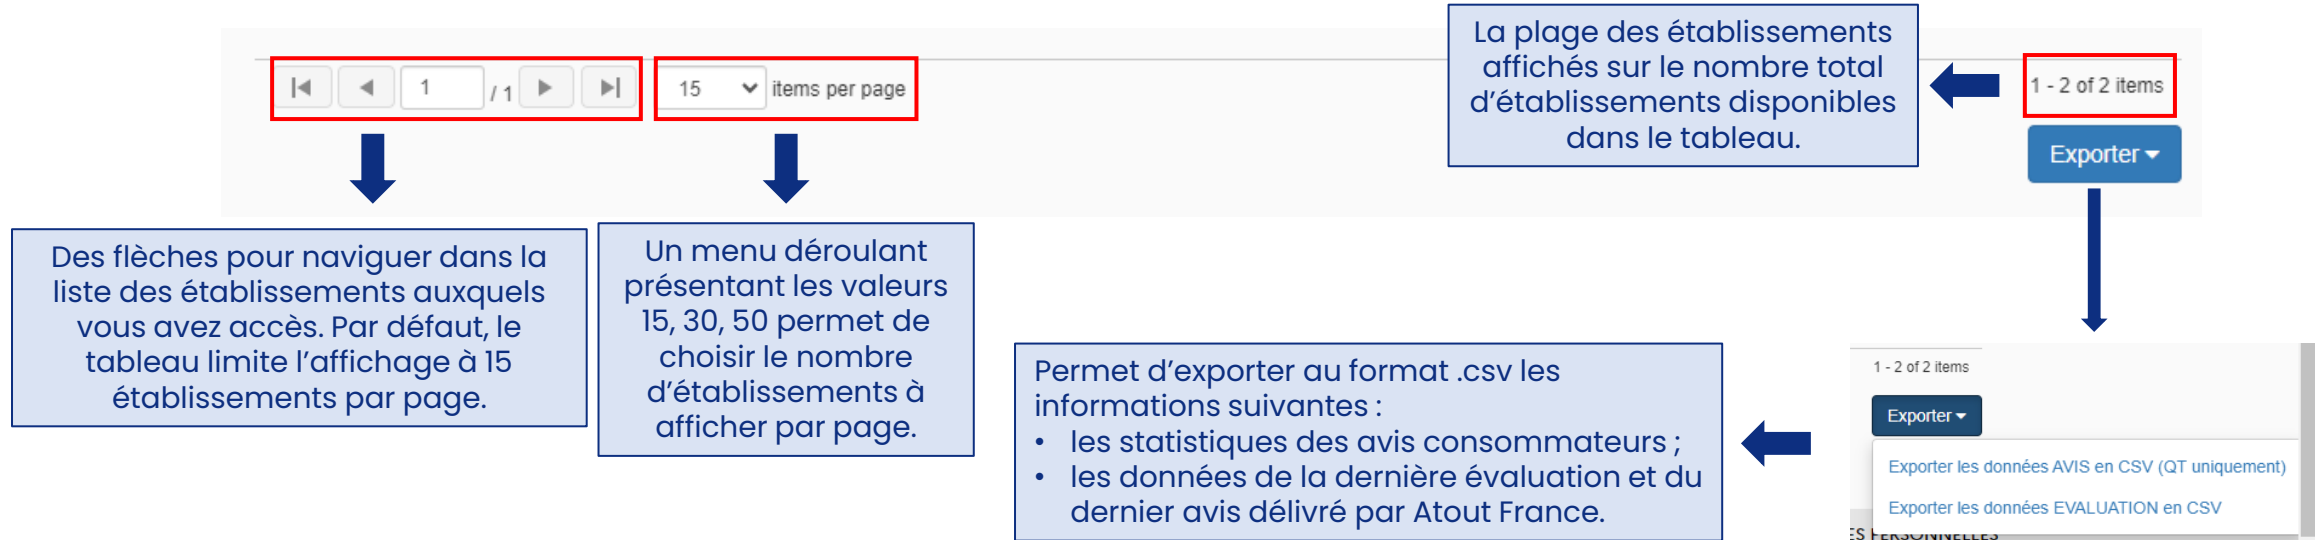 La plage des établissements
affichés sur le nombre total
d’établissements disponibles
dans le tableau.
1
/ 1
15
items per page
1 - 2 of 2 items
Exporter
Des flèches pour naviguer dans la
liste des établissements auxquels
vous avez accès. Par défaut, le
tableau limite l’affichage à 15
établissements par page.
Un menu déroulant
présentant les valeurs
15, 30, 50 permet de
choisir le nombre
d’établissements à
afficher par page.
Permet d’exporter au format .csv les
informations suivantes :
• les statistiques des avis consommateurs ;
• les données de la dernière évaluation et du
dernier avis délivré par Atout France.
1 - 2 of 2 items
Exporter
Exporter les données AVIS en CSV (QT uniquement)
Exporter les données EVALUATION en CSV
ES PERSONNELLES